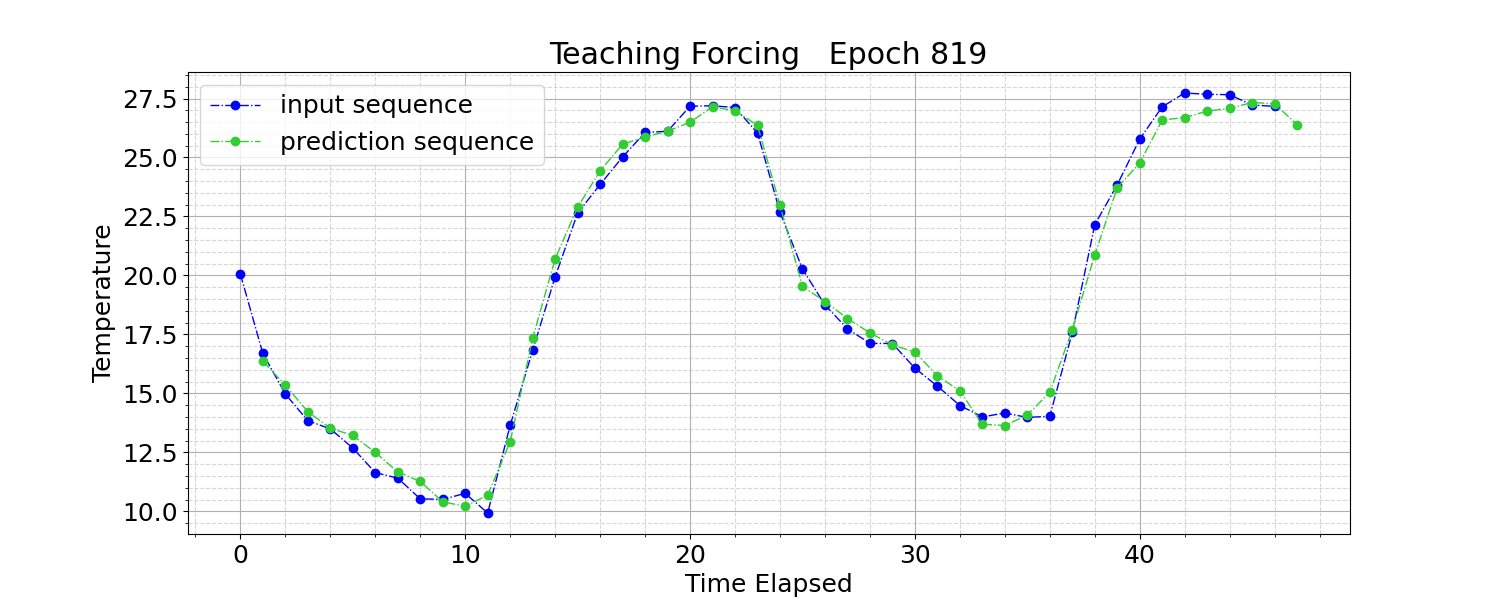 Teaching Forcing   Epoch 819
input sequence
prediction sequence
Temperature
27.5
25.0
22.5
20.0
17.5
15.0
12.5
10.0
0 10 20 30 40
Time Elapsed